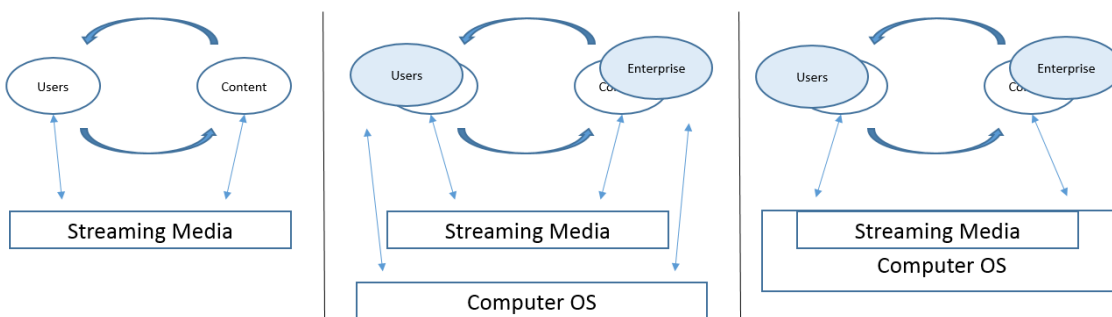 Users
Content
Streaming Media
Users
Enterprise
Streaming Media
Computer OS
Users
Enterprise
Streaming Media
Computer OS